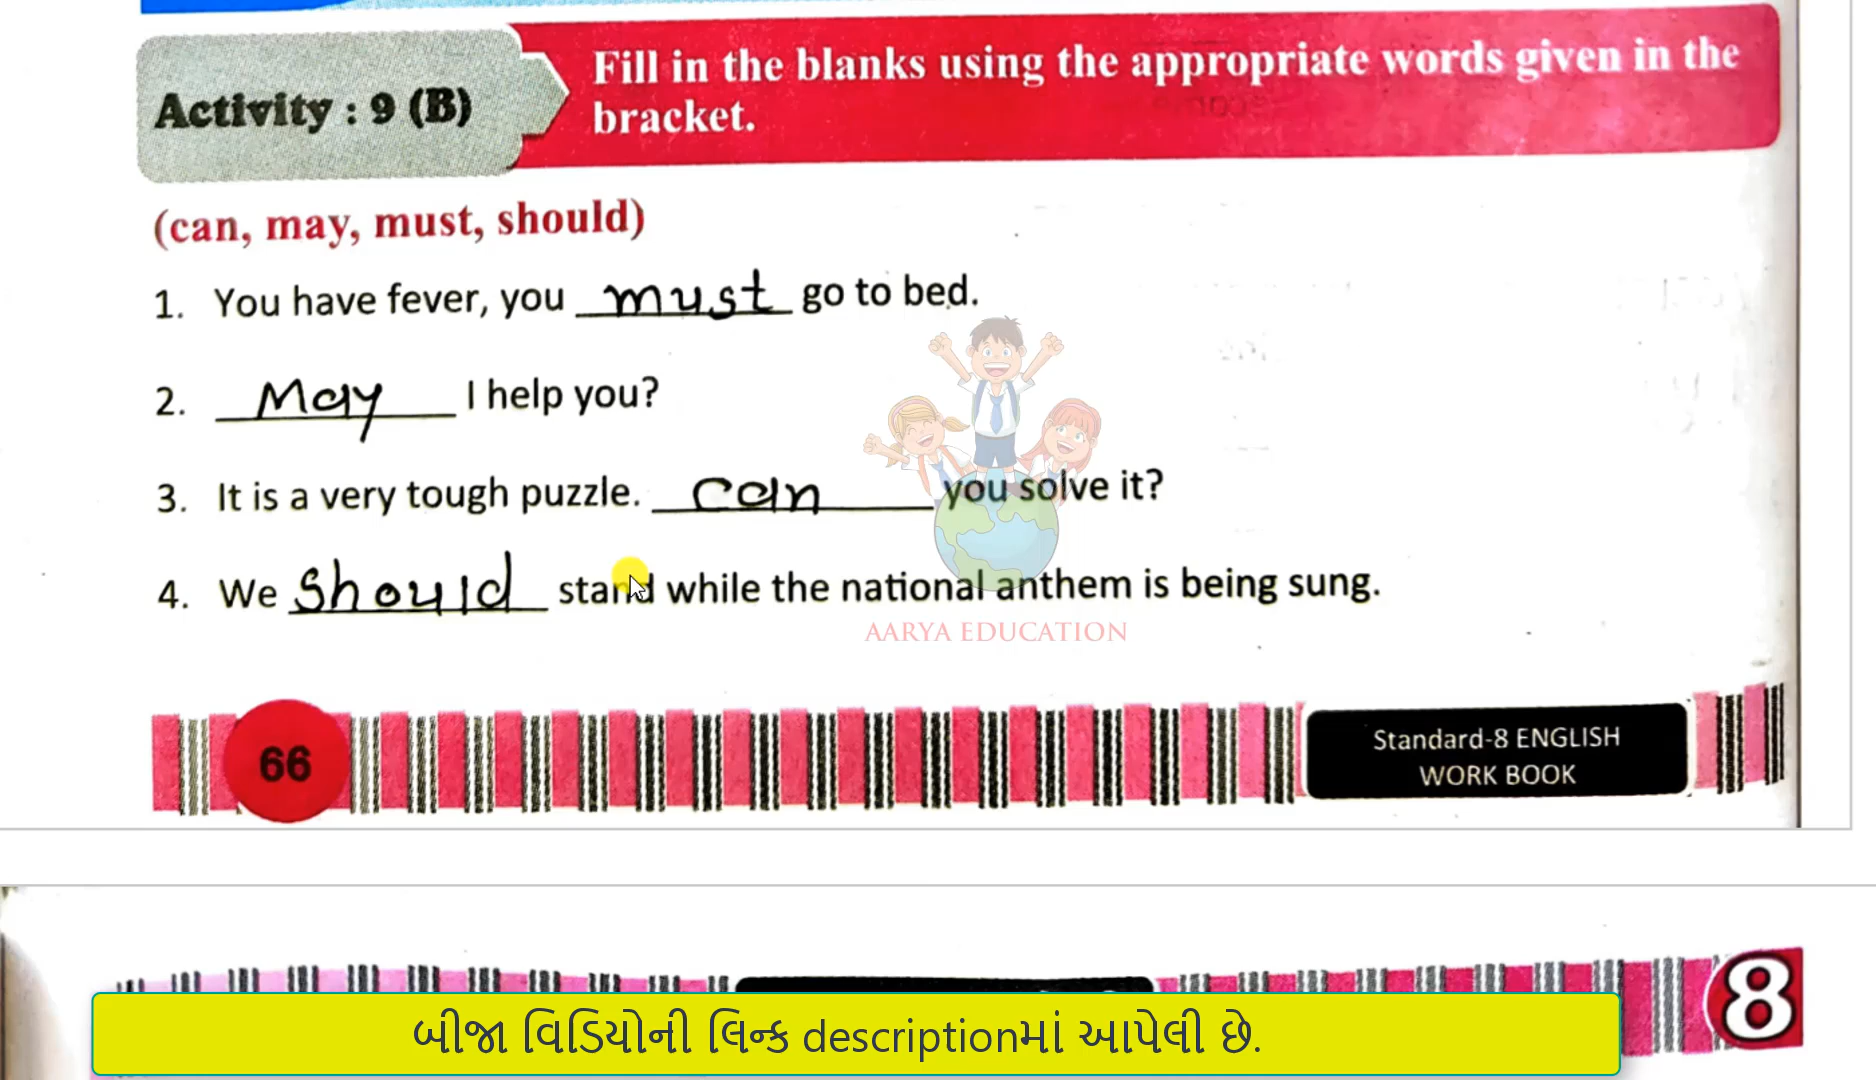 Activity : 9 (B)
Fill in the blanks using the appropriate words given in the
bracket.
(can, may, must, should)
1. You have fever, you must go to bed.
2. May I help you?
3. It is a very tough puzzle. can you solve it?
4. We should stand while the national anthem is being sung.
AARYA EDUCATION
66
Standard-8 ENGLISH
WORK BOOK
8
બીજા વિડિયોની લિન્ક descriptionમાં આપેલી છે.